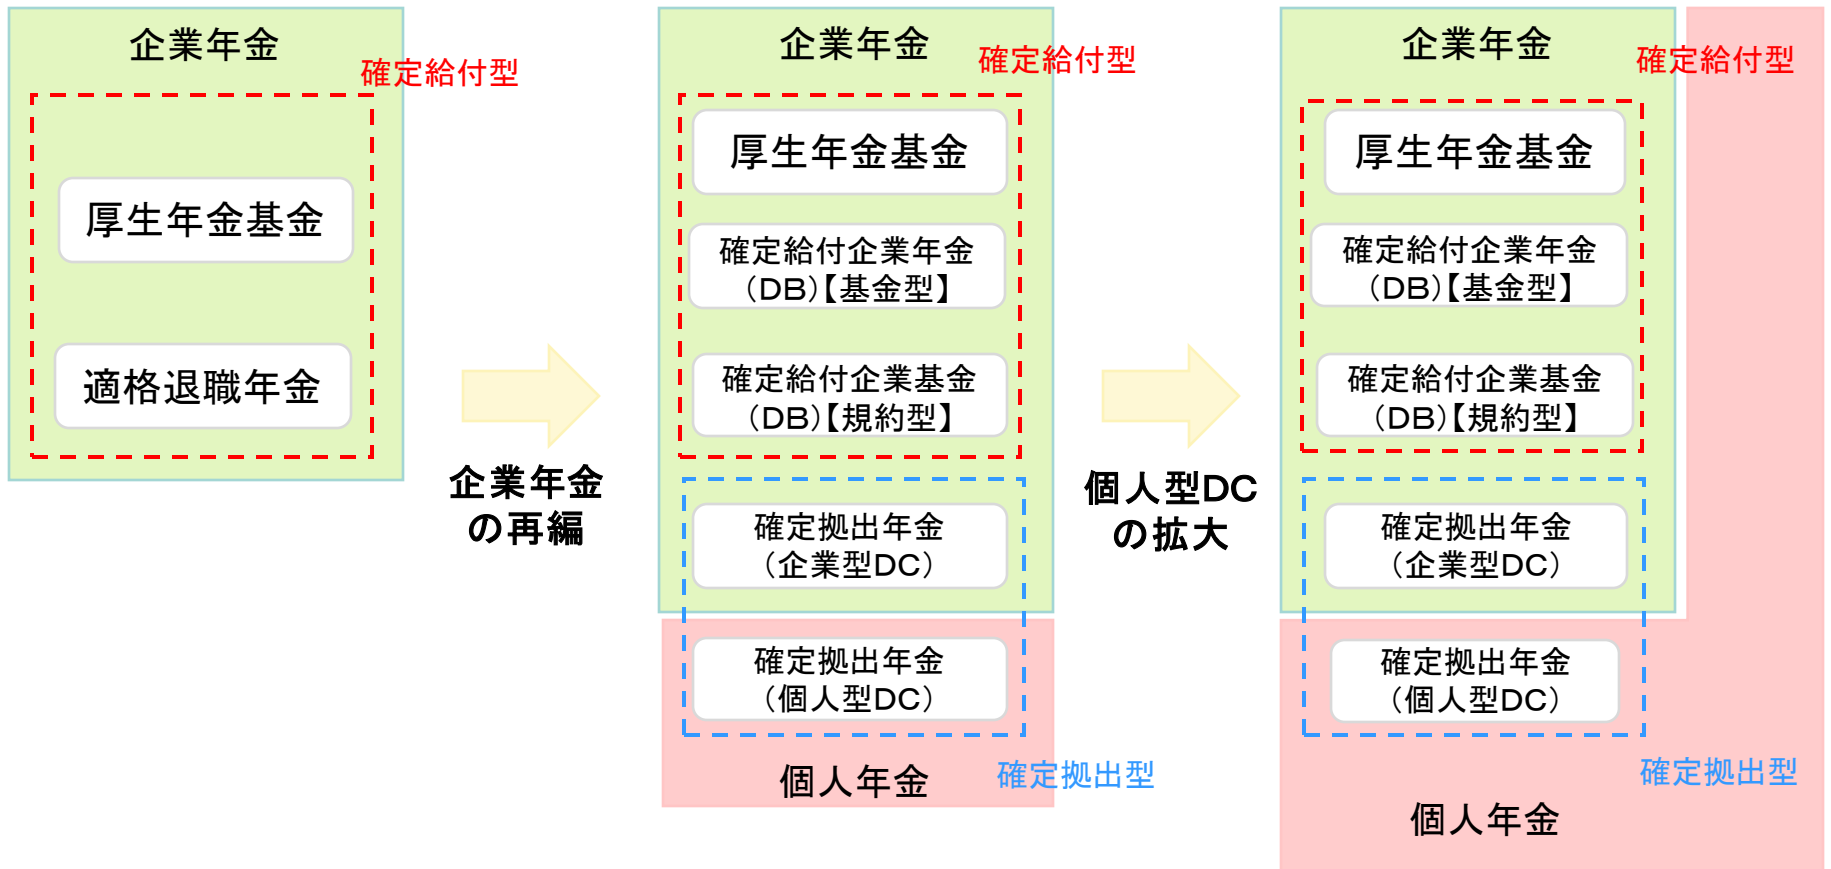 企業年金
確定給付型
厚生年金基金
適格退職年金
企業年金
の再編
企業年金
確定給付型
厚生年金基金
確定給付企業年金
（DB）【基金型】
確定給付企業基金
（DB）【規約型】
確定拠出年金
（企業型DC）
確定拠出年金
（個人型DC）
個人年金
確定拠出型
個人型DC
の拡大
企業年金
確定給付型
厚生年金基金
確定給付企業年金
（DB）【基金型】
確定給付企業基金
（DB）【規約型】
確定拠出年金
（企業型DC）
確定拠出年金
（個人型DC）
確定拠出型
個人年金